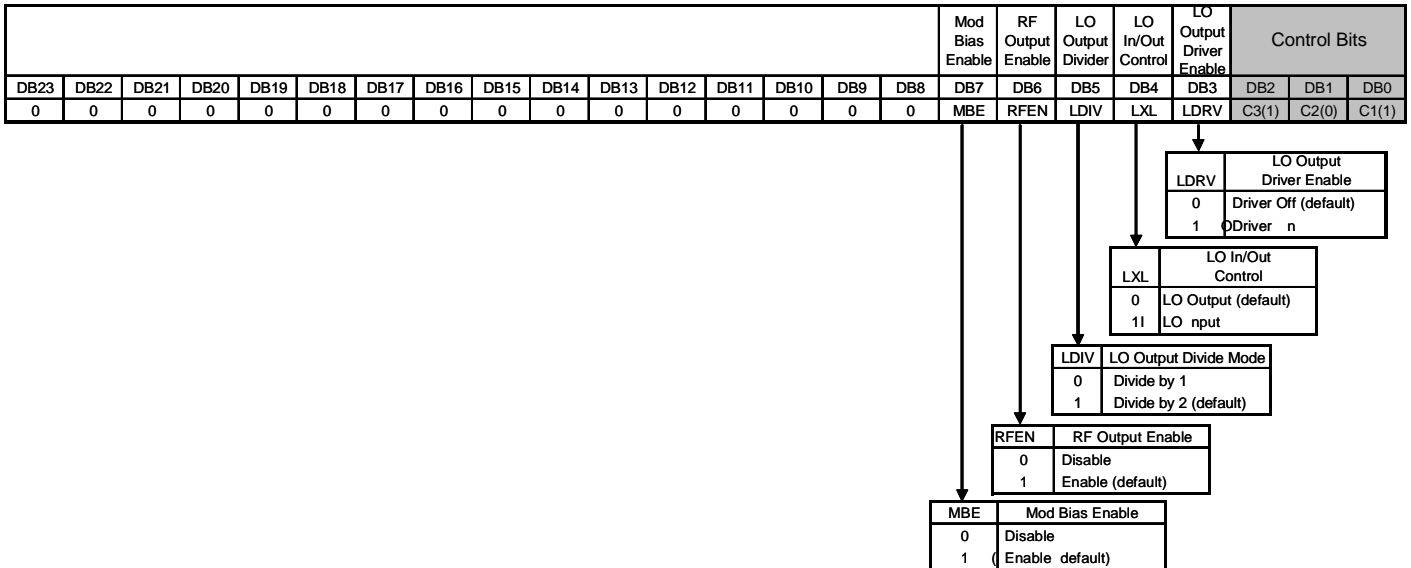 Mod Bias Enable
RF Output Enable
LO Output Divider
LO In/Out Control
LO Output Driver Enable
Control Bits
DB23 DB22 DB21 DB20 DB19 DB18 DB17 DB16 DB15 DB14 DB13 DB12 DB11 DB10 DB9 DB8 DB7 DB6 DB5 DB4 DB3 DB2 DB1 DB0
0 0 0 0 0 0 0 0 0 0 0 0 0 0 0 0 MBE RFEN LDIV LXL LDRV C3(1) C2(0) C1(1)
LDRV LO Output Driver Enable
0 Driver Off (default)
1 ODriver n
LXL LO In/Out Control
0 LO Output (default)
1I LO nput
LDIV LO Output Divide Mode
0 Divide by 1
1 Divide by 2 (default)
RFEN RF Output Enable
0 Disable
1 Enable (default)
MBE Mod Bias Enable
0 Disable
1 ( Enable default)